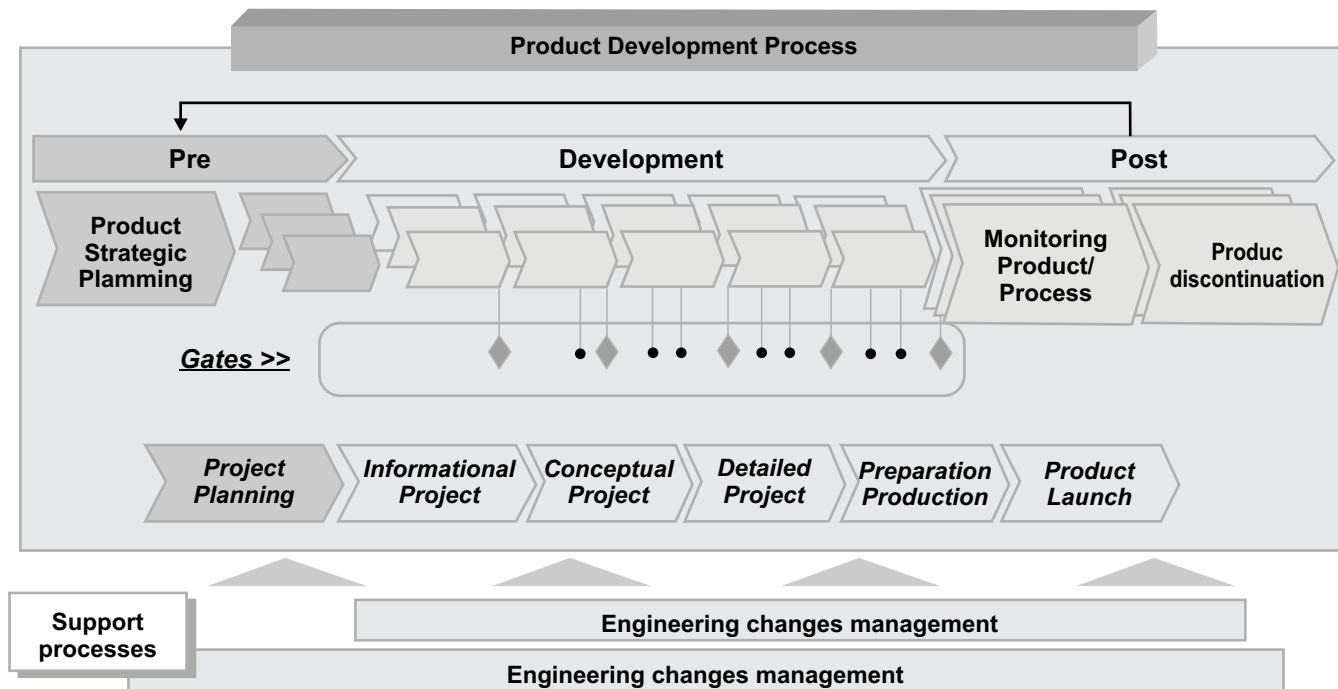 Product Development Process
Pre
Development
Post
Product
Strategic
Plamming
Monitoring
Product/
Process
Produc
discontinuation
Gates >>
Project
Planning
Informational
Project
Conceptual
Project
Detailed
Project
Preparation
Production
Product
Launch
Support
processes
Engineering changes management
Engineering changes management